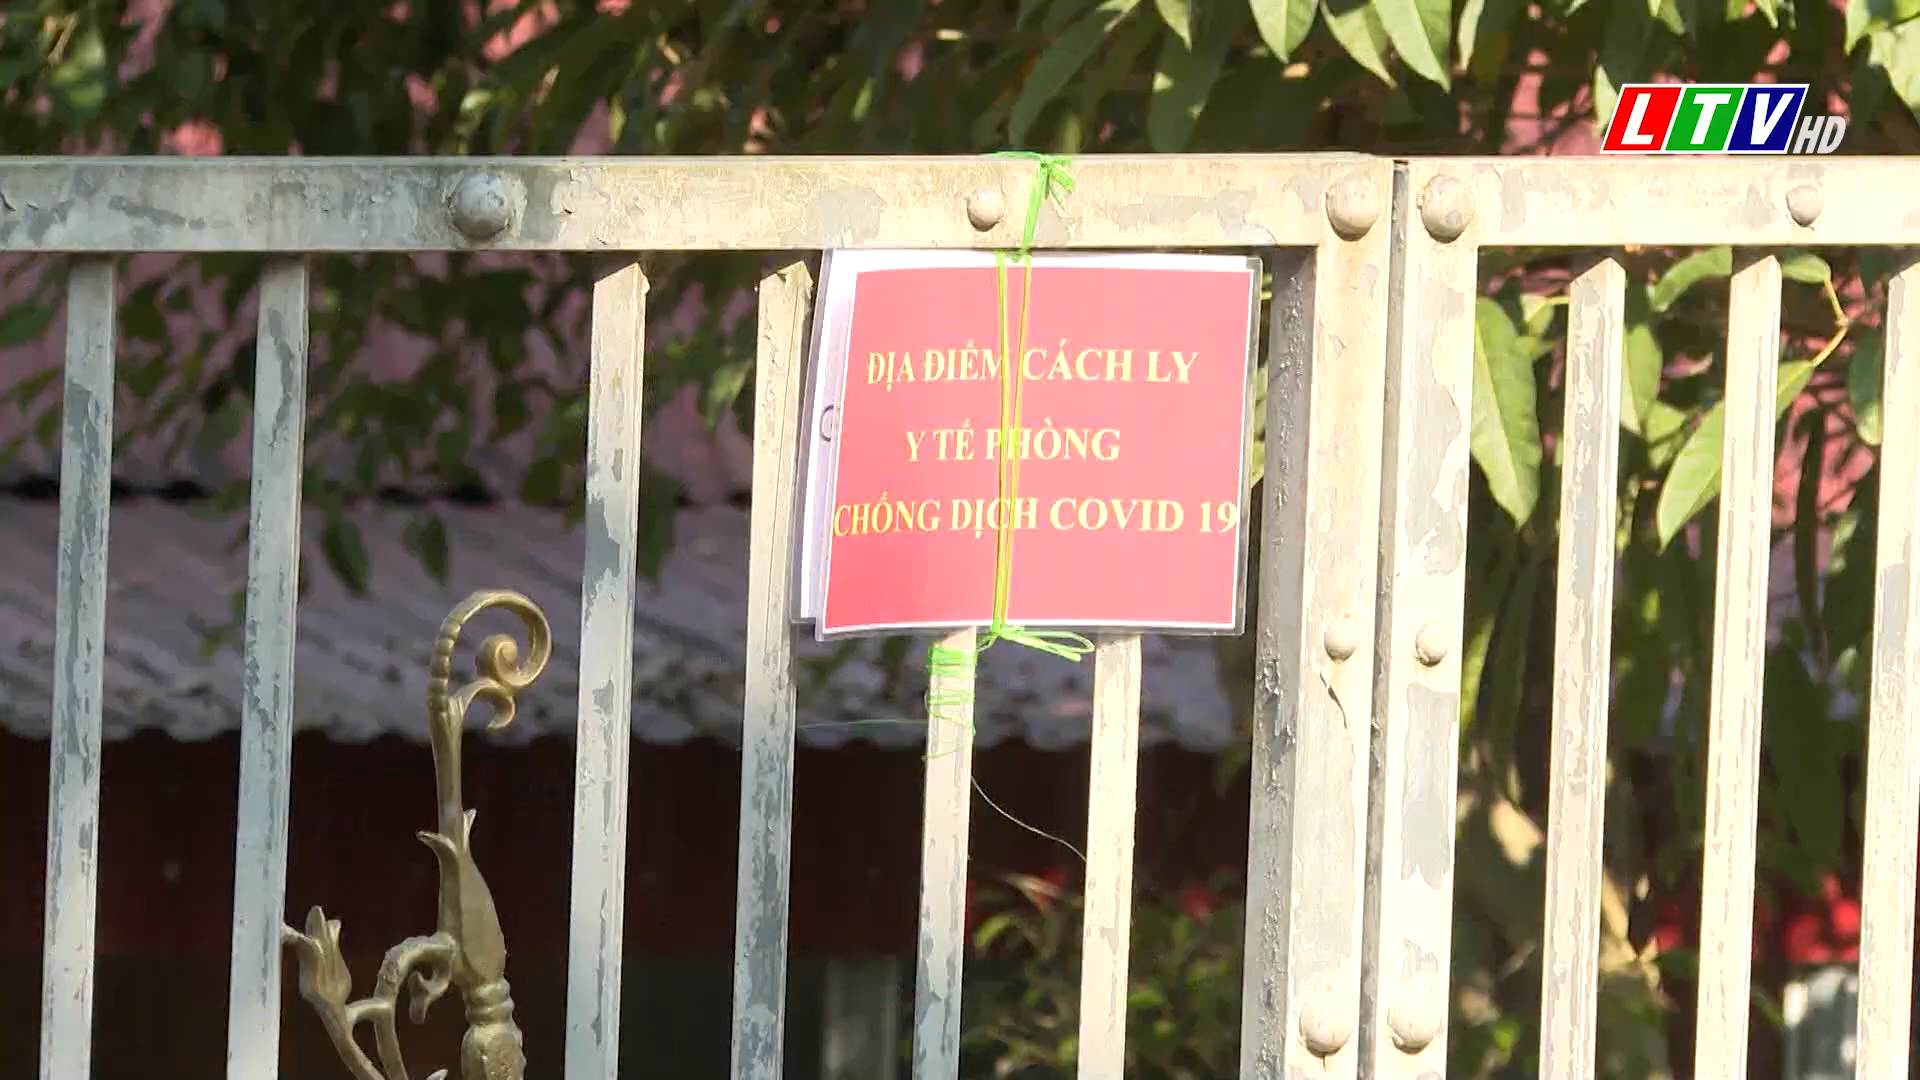 LTV HD
ĐỊA ĐIỂM CÁCH LY
Y TẾ PHÒNG
CHỐNG DỊCH COVID 19